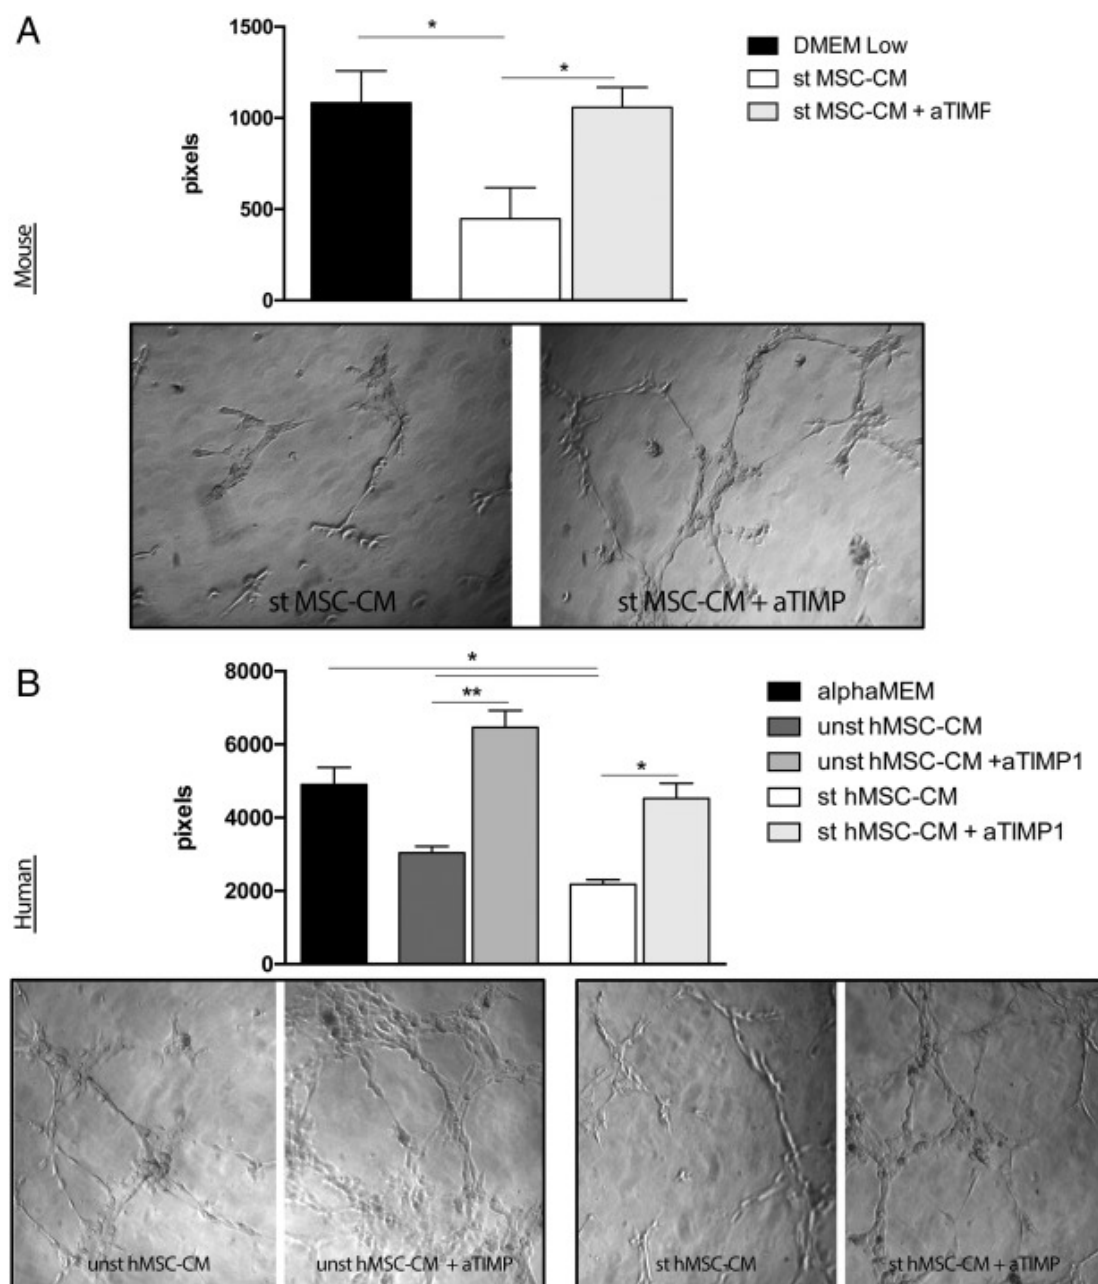 A
1500
1000
500
0
pixels
*
*
DMEM Low
st MSC-CM
st MSC-CM + aTIMF
Mouse
st MSC-CM
st MSC-CM + aTIMP
B
8000
6000
4000
2000
0
pixels
*
**
*
alphaMEM
unst hMSC-CM
unst hMSC-CM +aTIMP1
st hMSC-CM
st hMSC-CM + aTIMP1
Human
unst hMSC-CM
unst hMSC-CM + aTIMP
st hMSC-CM
st hMSC-CM + aTIMP